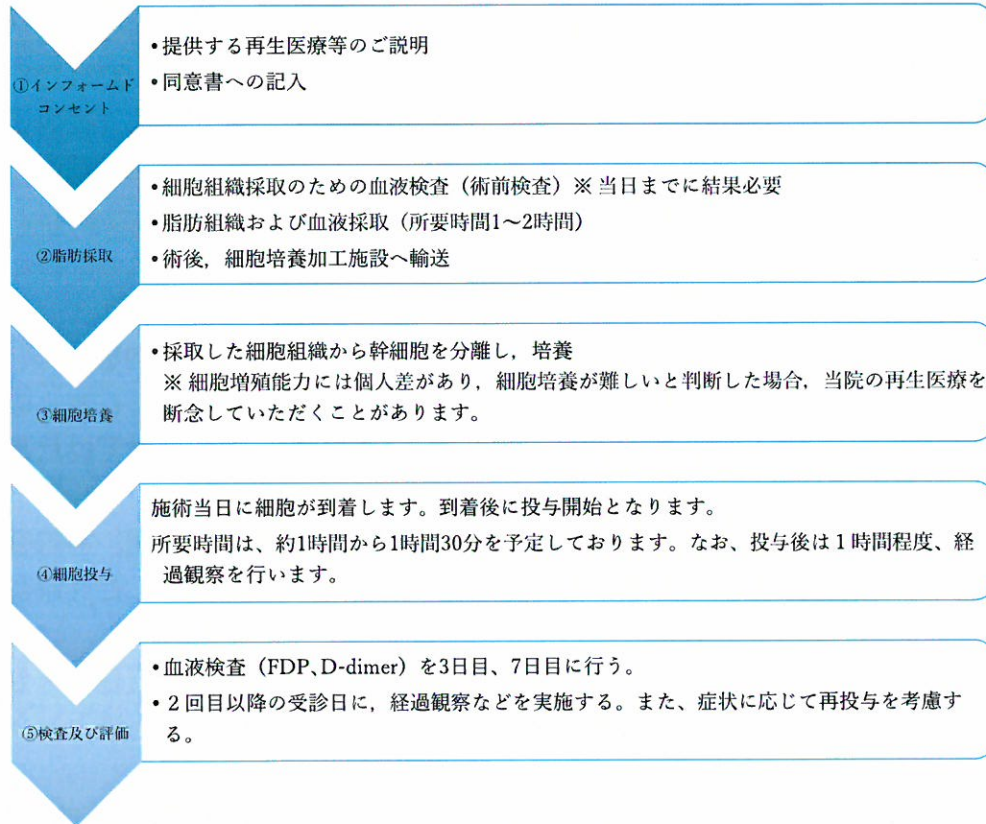 ①インフォームド
コンセント
•提供する再生医療等のご説明
•同意書への記入
②脂肪採取
•細胞組織採取のための血液検査（術前検査）※ 当日までに結果必要
•脂肪組織および血液採取（所要時間1〜2時間）
•術後，細胞培養加工施設へ輸送
③細胞培養
•採取した細胞組織から幹細胞を分離し，培養
※ 細胞増殖能力には個人差があり，細胞培養が難しいと判断した場合，当院の再生医療を
断念していただくことがあります。
④細胞投与
施術当日に細胞が到着します。到着後に投与開始となります。
所要時間は、約1時間から1時間30分を予定しております。なお、投与後は１時間程度、経
過観察を行います。
⑤検査及び評価
•血液検査（FDP、D-dimer）を3日目、7日目に行う。
•２回目以降の受診日に，経過観察などを実施する。また、症状に応じて再投与を考慮す
る。